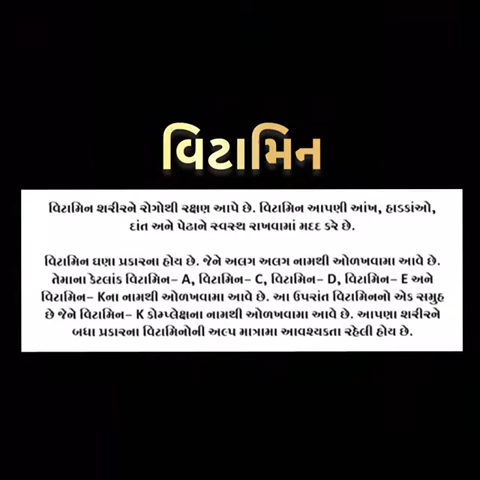 વિટામિન
વિટામિન શરીરને રોગોથી રક્ષણ આપે છે. વિટામિન આપણી આંખ, હાડકાંઓ,
દાંત અને પેઢાને સ્વસ્થ રાખવામાં મદદ કરે છે.
વિટામિન ઘણા પ્રકારના હોય છે. જેને અલગ અલગ નામથી ઓળખવામા આવે છે.
તેમાના કેટલાંક વિટામિન– A, વિટામિન– C, વિટામિન– D, વિટામિન– E અને
વિટામિન– Kના નામથી ઓળખવામા આવે છે. આ ઉપરાંત વિટામિનનો એક સમુહ
છે જેને વિટામિન– K કોમ્પ્લેક્ષના નામથી ઓળખવામા આવે છે. આપણા શરીરને
બધા પ્રકારના વિટામિનોની અલ્પ માત્રામા આવશ્યકતા રહેલી હોય છે.